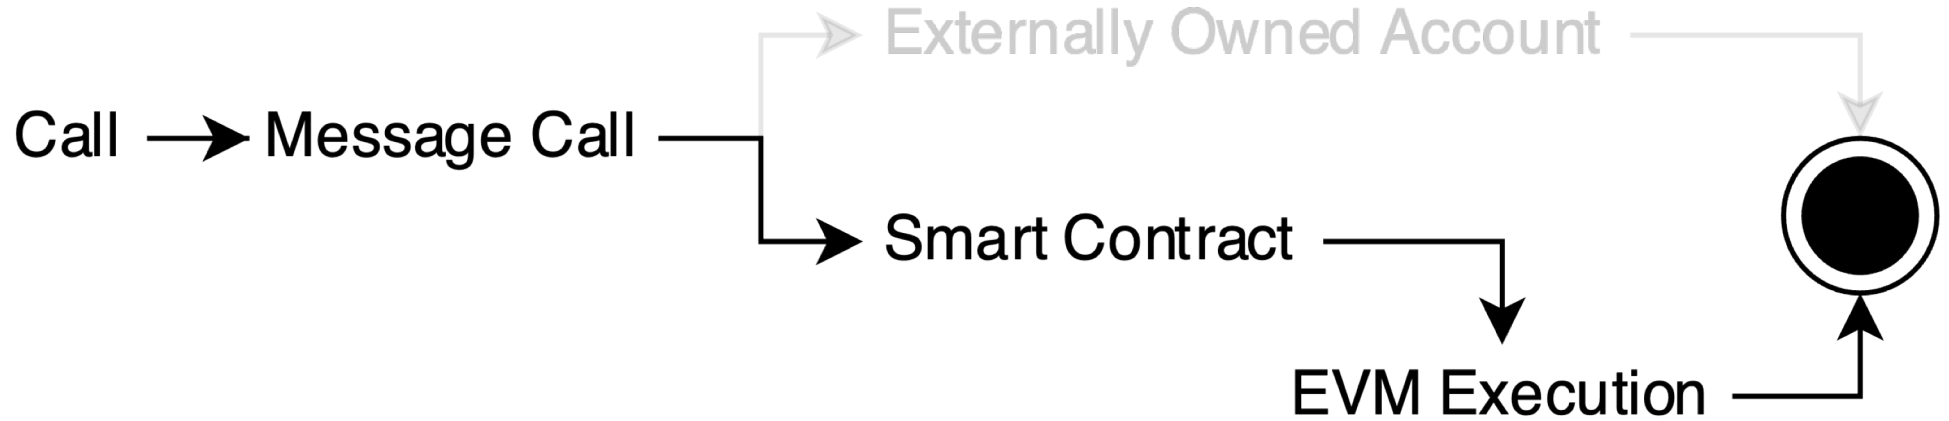 Externally Owned Account
Call
Message Call
Smart Contract
EVM Execution